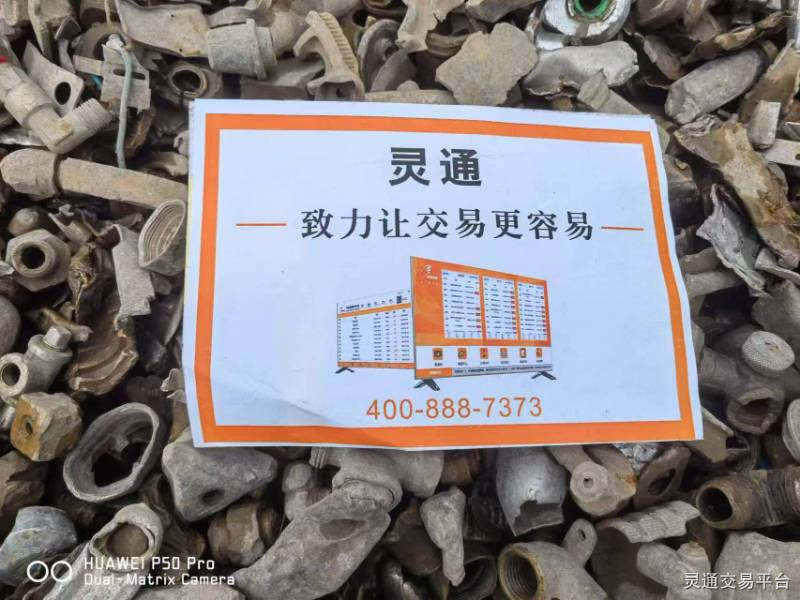 灵通
致力让交易更容易
400-888-7373
HUAWEI P50 Pro
Dual-Matrix Camera
灵通交易平台